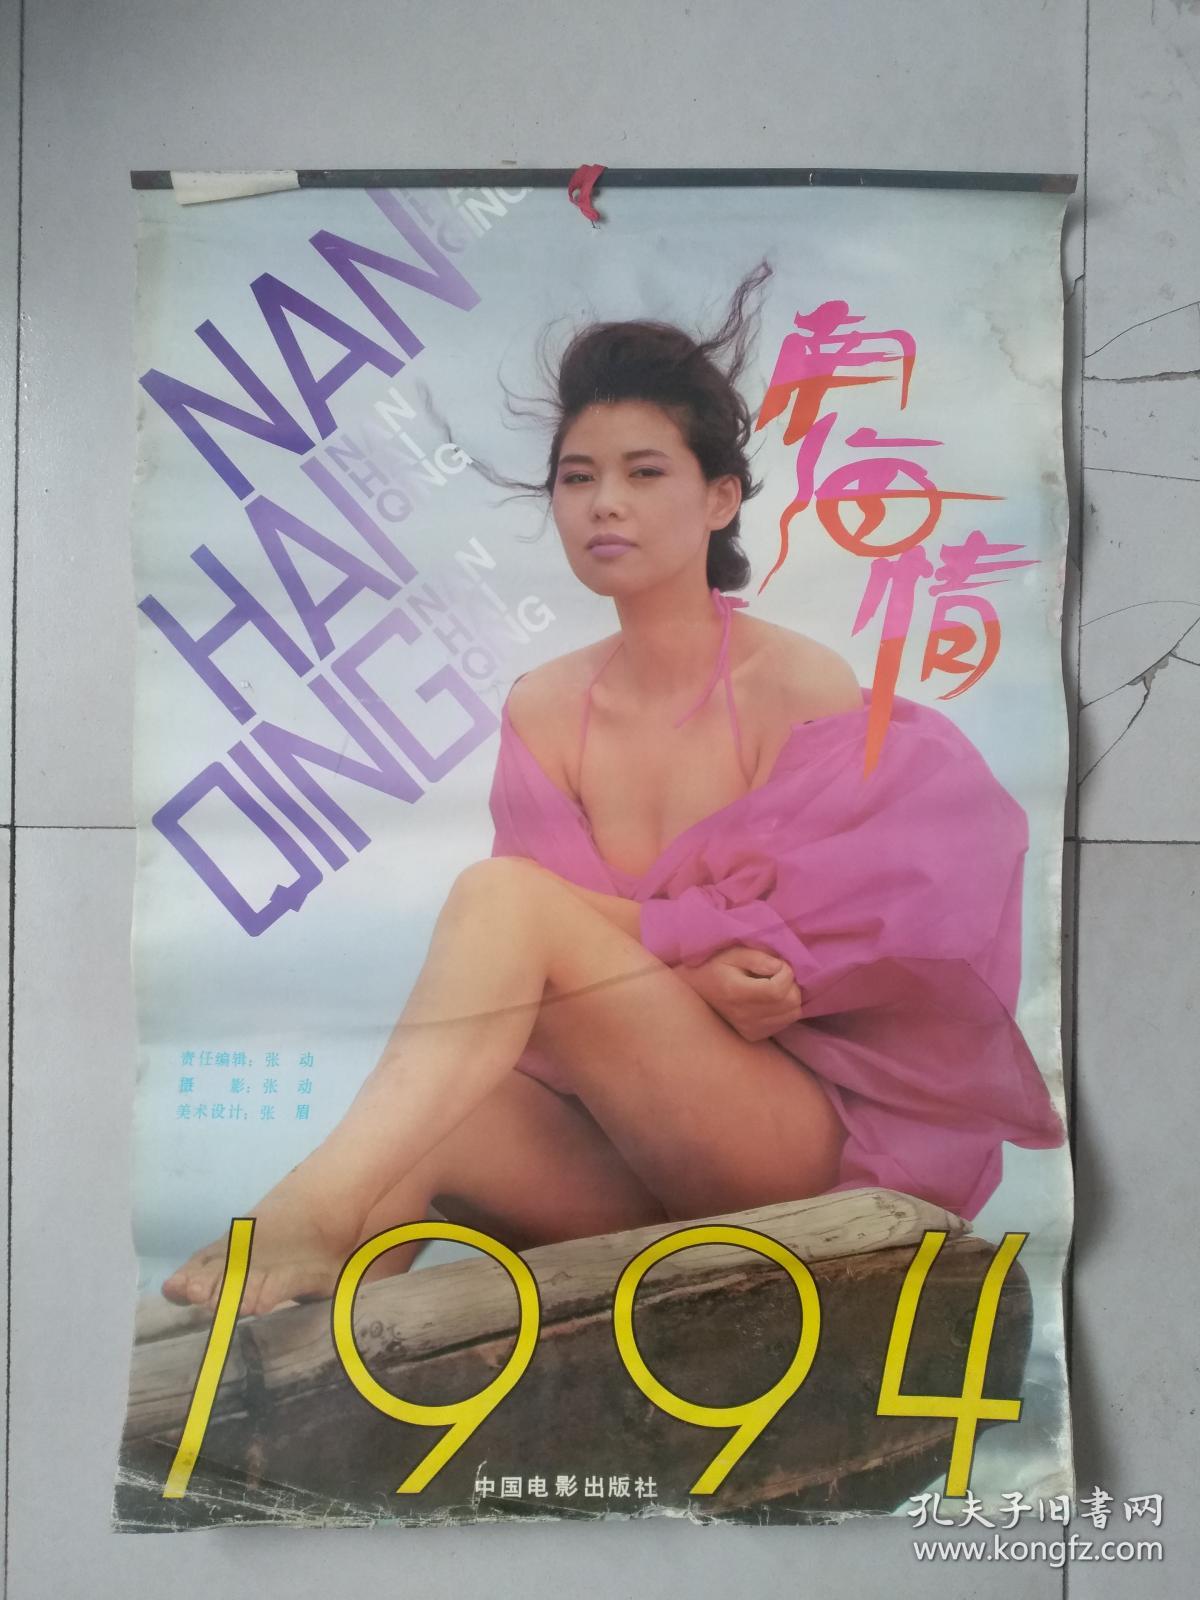 NAN
HAI
QING
NAN
HAI
QING
NAN
HAI
QING
QING
南海情
责任编辑：张 动
摄 影：张 动
美术设计：张 眉
1994
中国电影出版社
孔夫子旧書网
www.kongfz.com